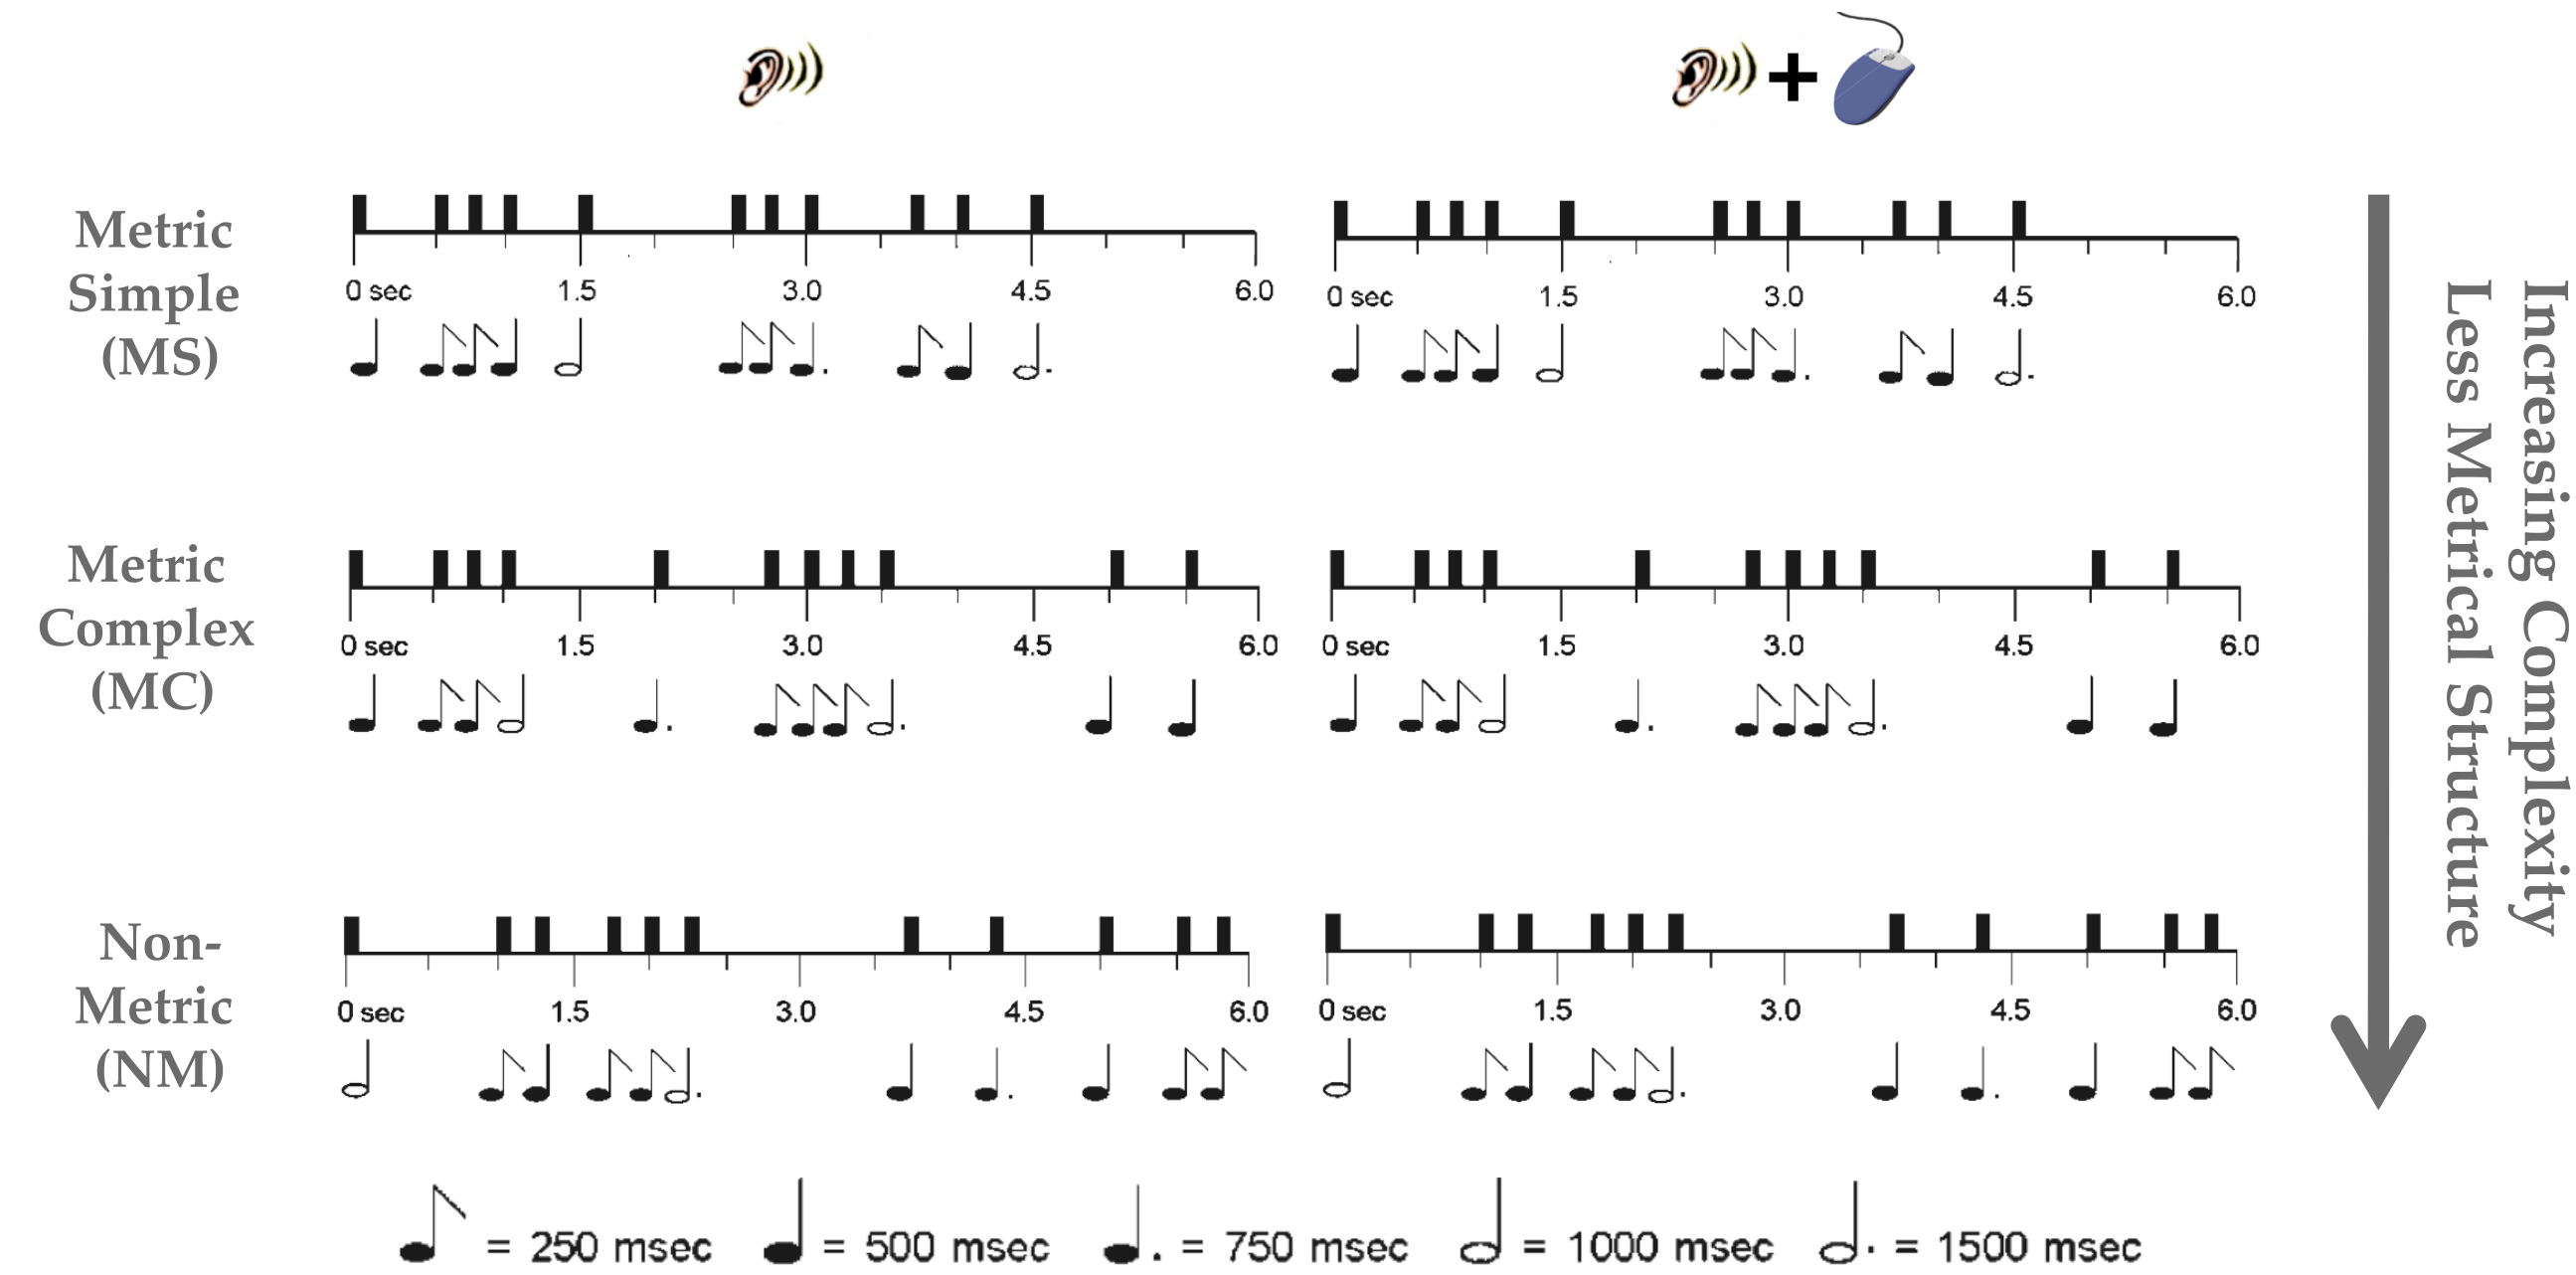 Metric
Simple
(MS)
0 sec 1.5 3.0 4.5 6.0
0 sec 1.5 3.0 4.5 6.0
Metric
Complex
(MC)
0 sec 1.5 3.0 4.5 6.0
0 sec 1.5 3.0 4.5 6.0
Non-
Metric
(NM)
0 sec 1.5 3.0 4.5 6.0
0 sec 1.5 3.0 4.5 6.0
Increasing Complexity
Less Metrical Structure
= 250 msec = 500 msec = 750 msec = 1000 msec = 1500 msec